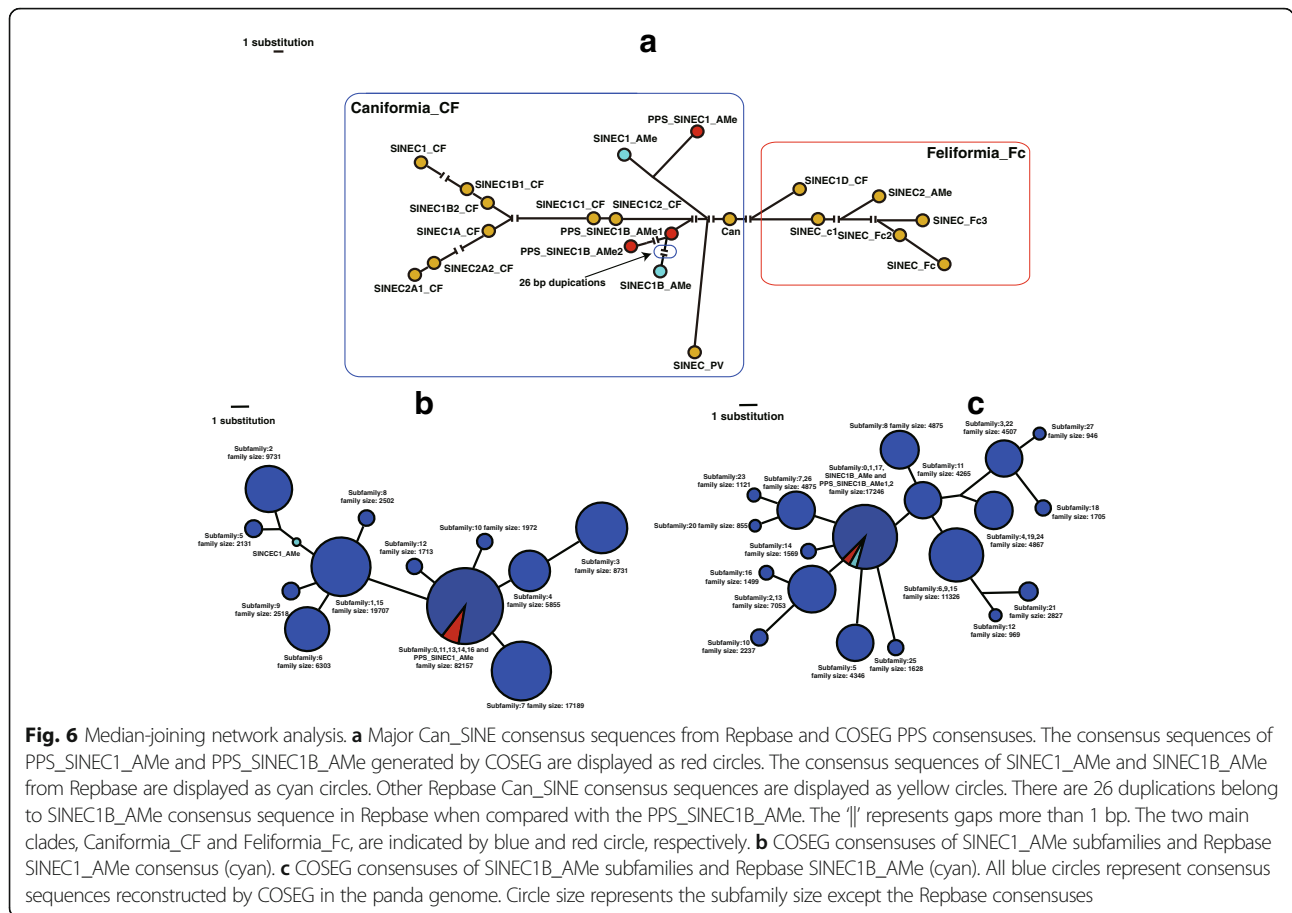 1 substitution
a
Caniformia_CF
Feliformia_Fc
PPS_SINEC1_AMe
SINEC1_AMe
SINEC1_CF
SINEC1B1_CF
SINEC1B2_CF
SINEC1C1_CF
SINEC1C2_CF
SINEC1A_CF
PPS_SINEC1B_AMe1
PPS_SINEC1B_AMe2
SINEC2A2_CF
SINEC2A1_CF
26 bp dupications
SINEC1B_AMe
Can
SINEC_PV
SINEC1D_CF
SINEC2_AMe
SINEC_c1
SINEC_Fc3
SINEC_Fc2
SINEC_Fc
b
1 substitution
Subfamily:2
family size: 9731
Subfamily:8
family size: 2502
Subfamily:5
family size: 2131
SINCEC1_AMe
Subfamily:10 family size: 1972
Subfamily:12
family size: 1713
Subfamily:3
family size: 8731
Subfamily:9
family size: 2518
Subfamily:1,15
family size: 19707
Subfamily:4
family size: 5855
Subfamily:6
family size: 6303
Subfamily:0,11,13,14,16 and
PPS_SINEC1_AMe
family size: 82157
Subfamily:7 family size: 17189
c
1 substitution
Subfamily:8 family size: 4875
Subfamily:3,22
family size: 4507
Subfamily:27
family size: 946
Subfamily:23
family size: 1121
Subfamily:7,26
family size: 4875
Subfamily:0,1,17,
SINEC1B_AMe and
PPS_SINEC1B_AMe1,2
family size:17246
Subfamily:11
family size: 4265
Subfamily:18
family size: 1705
Subfamily:20 family size: 855
Subfamily:14
family size: 1569
Subfamily:4,19,24
family size: 4867
Subfamily:16
family size: 1499
Subfamily:6,9,15
family size: 11326
Subfamily:2,13
family size: 7053
Subfamily:21
family size: 2827
Subfamily:12
family size: 969
Subfamily:10
family size: 2237
Subfamily:5
family size: 4346
Subfamily:25
family size: 1628
Fig. 6 Median-joining network analysis. a Major Can_SINE consensus sequences from Repbase and COSEG PPS consensuses. The consensus sequences of
PPS_SINEC1_AMe and PPS_SINEC1B_AMe generated by COSEG are displayed as red circles. The consensus sequences of SINEC1_AMe and SINEC1B_AMe
from Repbase are displayed as cyan circles. Other Repbase Can_SINE consensus sequences are displayed as yellow circles. There are 26 duplications belong
to SINEC1B_AMe consensus sequence in Repbase when compared with the PPS_SINEC1B_AMe. The '||' represents gaps more than 1 bp. The two main
clades, Caniformia_CF and Feliformia_Fc, are indicated by blue and red circle, respectively. b COSEG consensuses of SINEC1_AMe subfamilies and Repbase
SINEC1_AMe consensus (cyan). c COSEG consensuses of SINEC1B_AMe subfamilies and Repbase SINEC1B_AMe (cyan). All blue circles represent consensus
sequences reconstructed by COSEG in the panda genome. Circle size represents the subfamily size except the Repbase consensuses